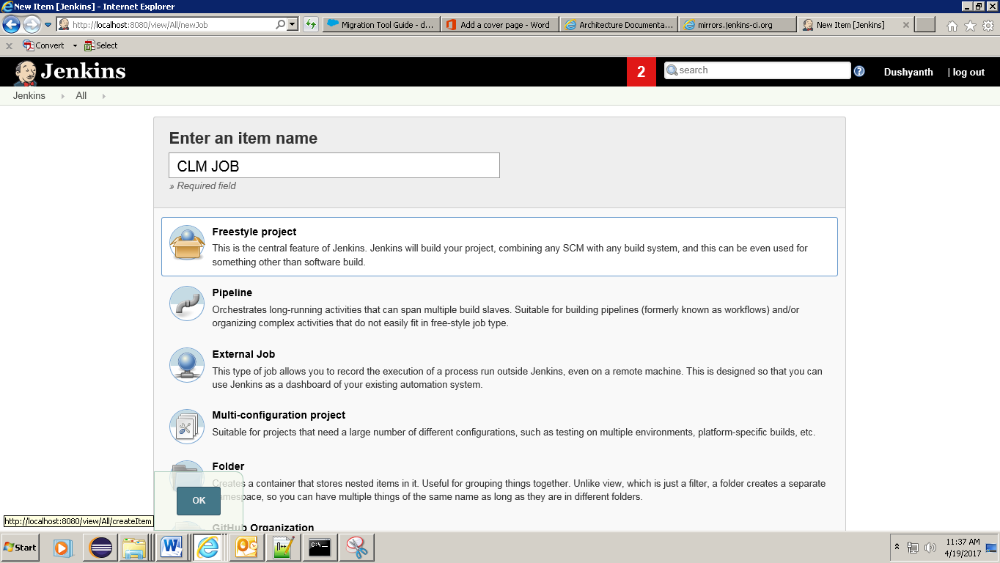 New Item [Jenkins] - Internet Explorer
http://localhost:8080/view/All/newJob
Migration Tool Guide - d...
Add a cover page - Word
Architecture Documenta...
mirrors.jenkins-ci.org
New Item [Jenkins]
Convert
Select
Jenkins
2
search
Dushyanth
| log out
Jenkins
All
Enter an item name
CLM JOB
» Required field
Freestyle project
This is the central feature of Jenkins. Jenkins will build your project, combining any SCM with any build system, and this can be even used for
something other than software build.
Pipeline
Orchestrates long-running activities that can span multiple build slaves. Suitable for building pipelines (formerly known as workflows) and/or
organizing complex activities that do not easily fit in free-style job type.
External Job
This type of job allows you to record the execution of a process run outside Jenkins, even on a remote machine. This is designed so that you can
use Jenkins as a dashboard of your existing automation system.
Multi-configuration project
Suitable for projects that need a large number of different configurations, such as testing on multiple environments, platform-specific builds, etc.
Folder
Creates a container that stores nested items in it. Useful for grouping things together. Unlike view, which is just a filter, a folder creates a separate
so you can have multiple things of the same name as long as they are in different folders.
OK
http://localhost:8080/view/All/createItem
GitHub Organization
Start
11:37 AM
4/19/2017